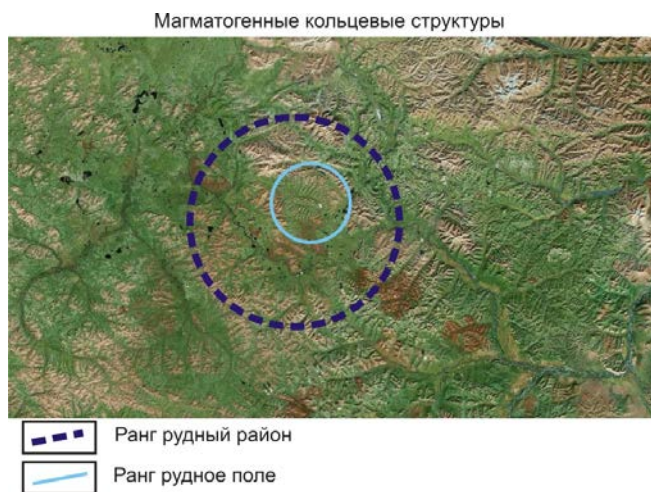 Магматогенные кольцевые структуры
Ранг рудный район
Ранг рудное поле